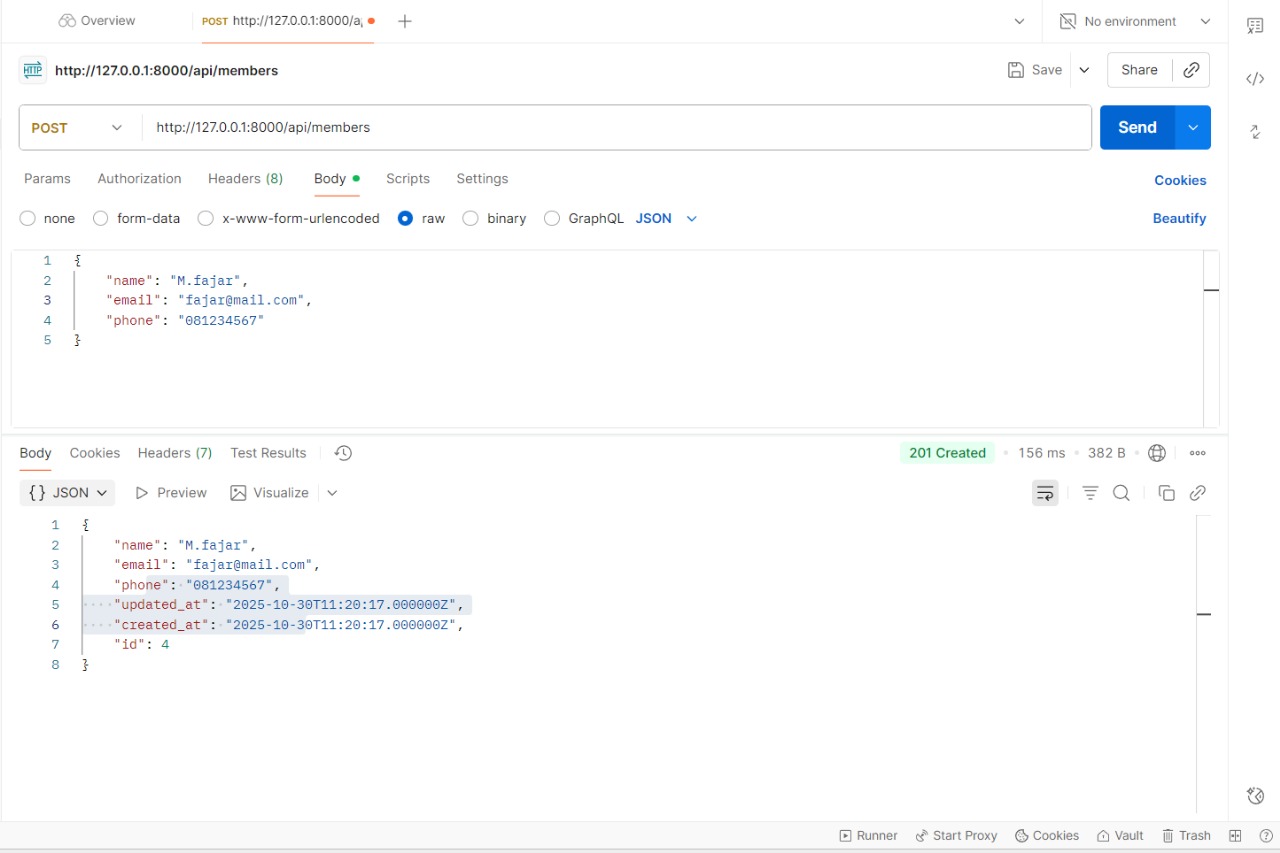 Overview
POST http://127.0.0.1:8000/a
No environment
HTTP http://127.0.0.1:8000/api/members
Save
Share
POST
http://127.0.0.1:8000/api/members
Send
Params Authorization Headers (8) Body Scripts Settings
Cookies
none form-data x-www-form-urlencoded raw binary GraphQL JSON
Beautify
1 {
2 "name": "M.fajar",
3 "email": "fajar@mail.com",
4 "phone": "081234567"
5 }
Body Cookies Headers (7) Test Results
201 Created 156 ms 382 B
{} JSON Preview Visualize
1 {
2 "name": "M.fajar",
3 "email": "fajar@mail.com",
4 "phone": "081234567",
5 "updated_at": "2025-10-30T11:20:17.000000Z",
6 "created_at": "2025-10-30T11:20:17.000000Z",
7 "id": 4
8 }
Runner Start Proxy Cookies Vault Trash